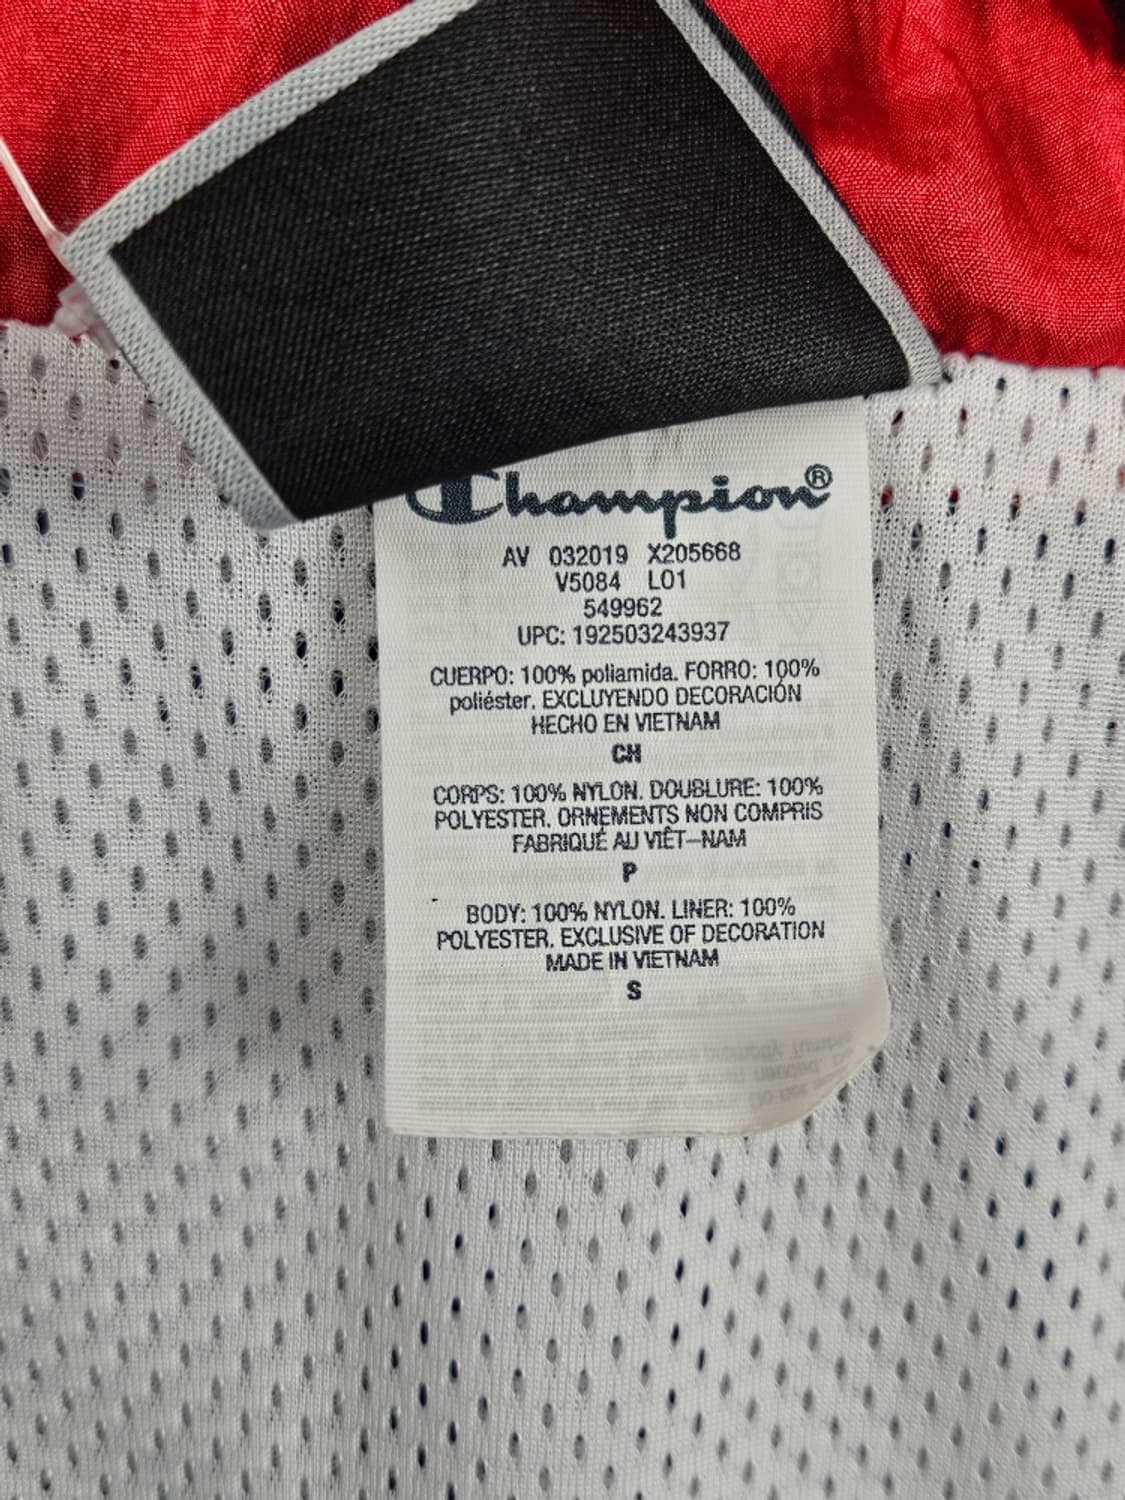 Champion®
AV 032019 X205668
V5084 L01
549962
UPC: 192503243937
CUERPO: 100% poliamida. FORRO: 100%
poliéster. EXCLUYENDO DECORACIÓN
HECHO EN VIETNAM
CH
CORPS: 100% NYLON. DOUBLURE: 100%
POLYESTER. ORNEMENTS NON COMPRIS
FABRIQUÉ AU VIÊT-NAM
P
BODY: 100% NYLON. LINER: 100%
POLYESTER. EXCLUSIVE OF DECORATION
MADE IN VIETNAM
S